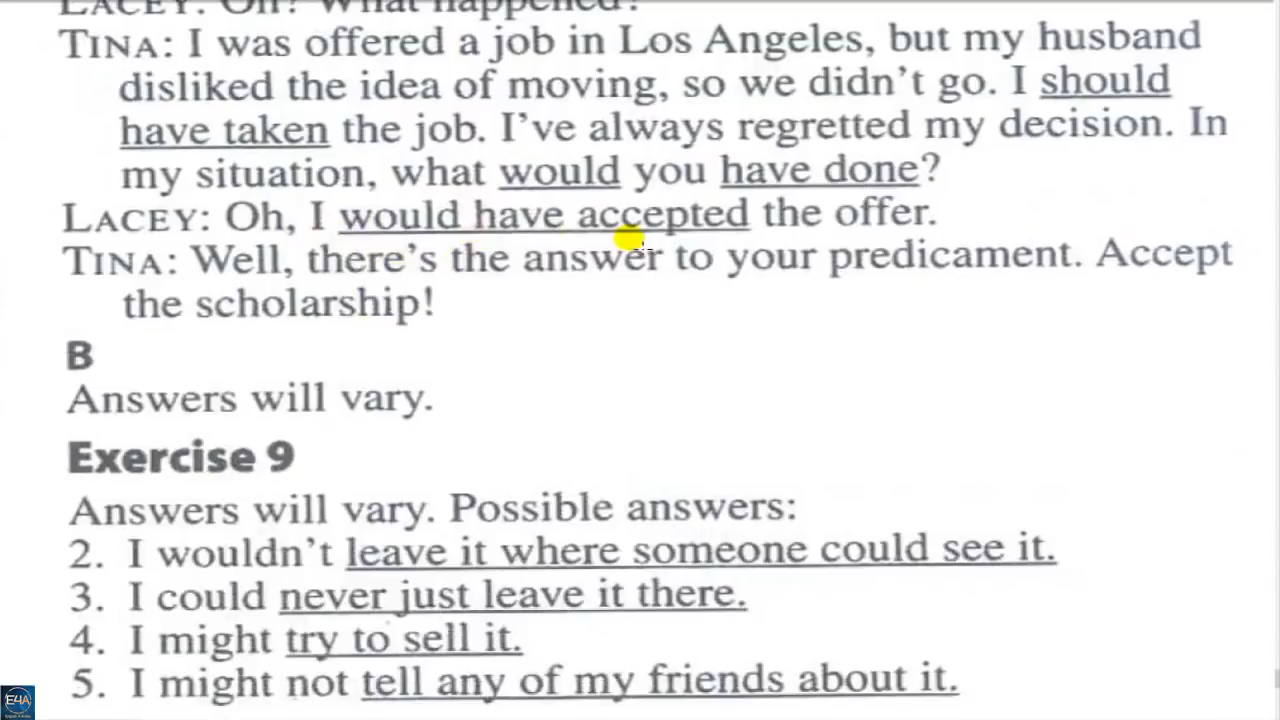 LACEY: Oh? What happened?
TINA: I was offered a job in Los Angeles, but my husband
disliked the idea of moving, so we didn't go. I should
have taken the job. I've always regretted my decision. In
my situation, what would you have done?
LACEY: Oh, I would have accepted the offer.
TINA: Well, there's the answer to your predicament. Accept
the scholarship!
B
Answers will vary.
Exercise 9
Answers will vary. Possible answers:
2. I wouldn't leave it where someone could see it.
3. I could never just leave it there.
4. I might try to sell it.
5. I might not tell any of my friends about it.
E4A